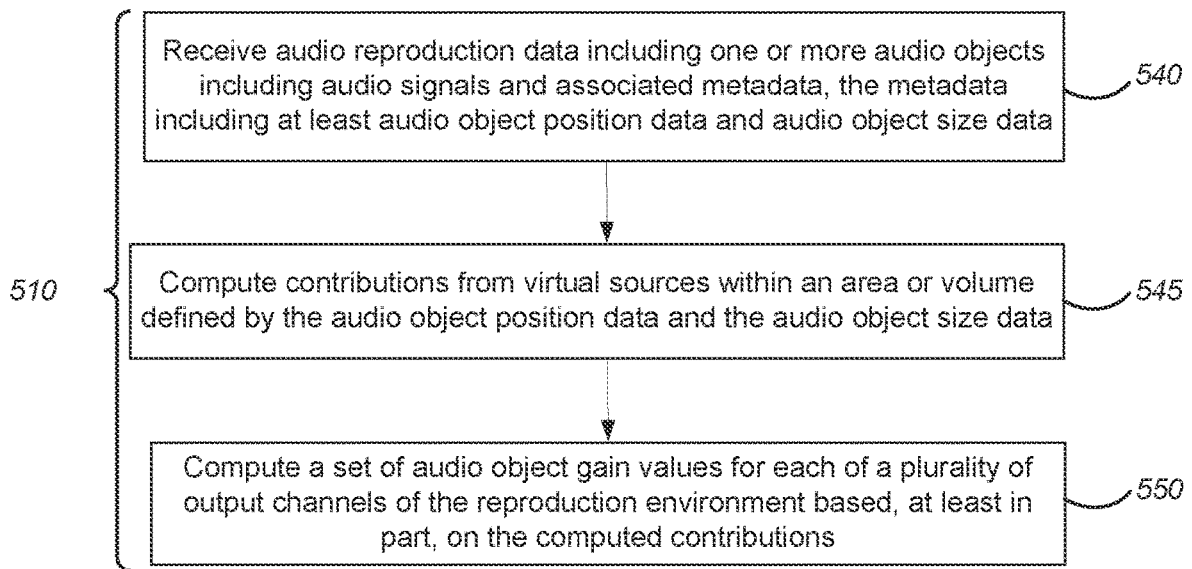 Receive audio reproduction data including one or more audio objects
including audio signals and associated metadata, the metadata
including at least audio object position data and audio object size data
540
510
Compute contributions from virtual sources within an area or volume
defined by the audio object position data and the audio object size data
545
Compute a set of audio object gain values for each of a plurality of
output channels of the reproduction environment based, at least in
part, on the computed contributions
550